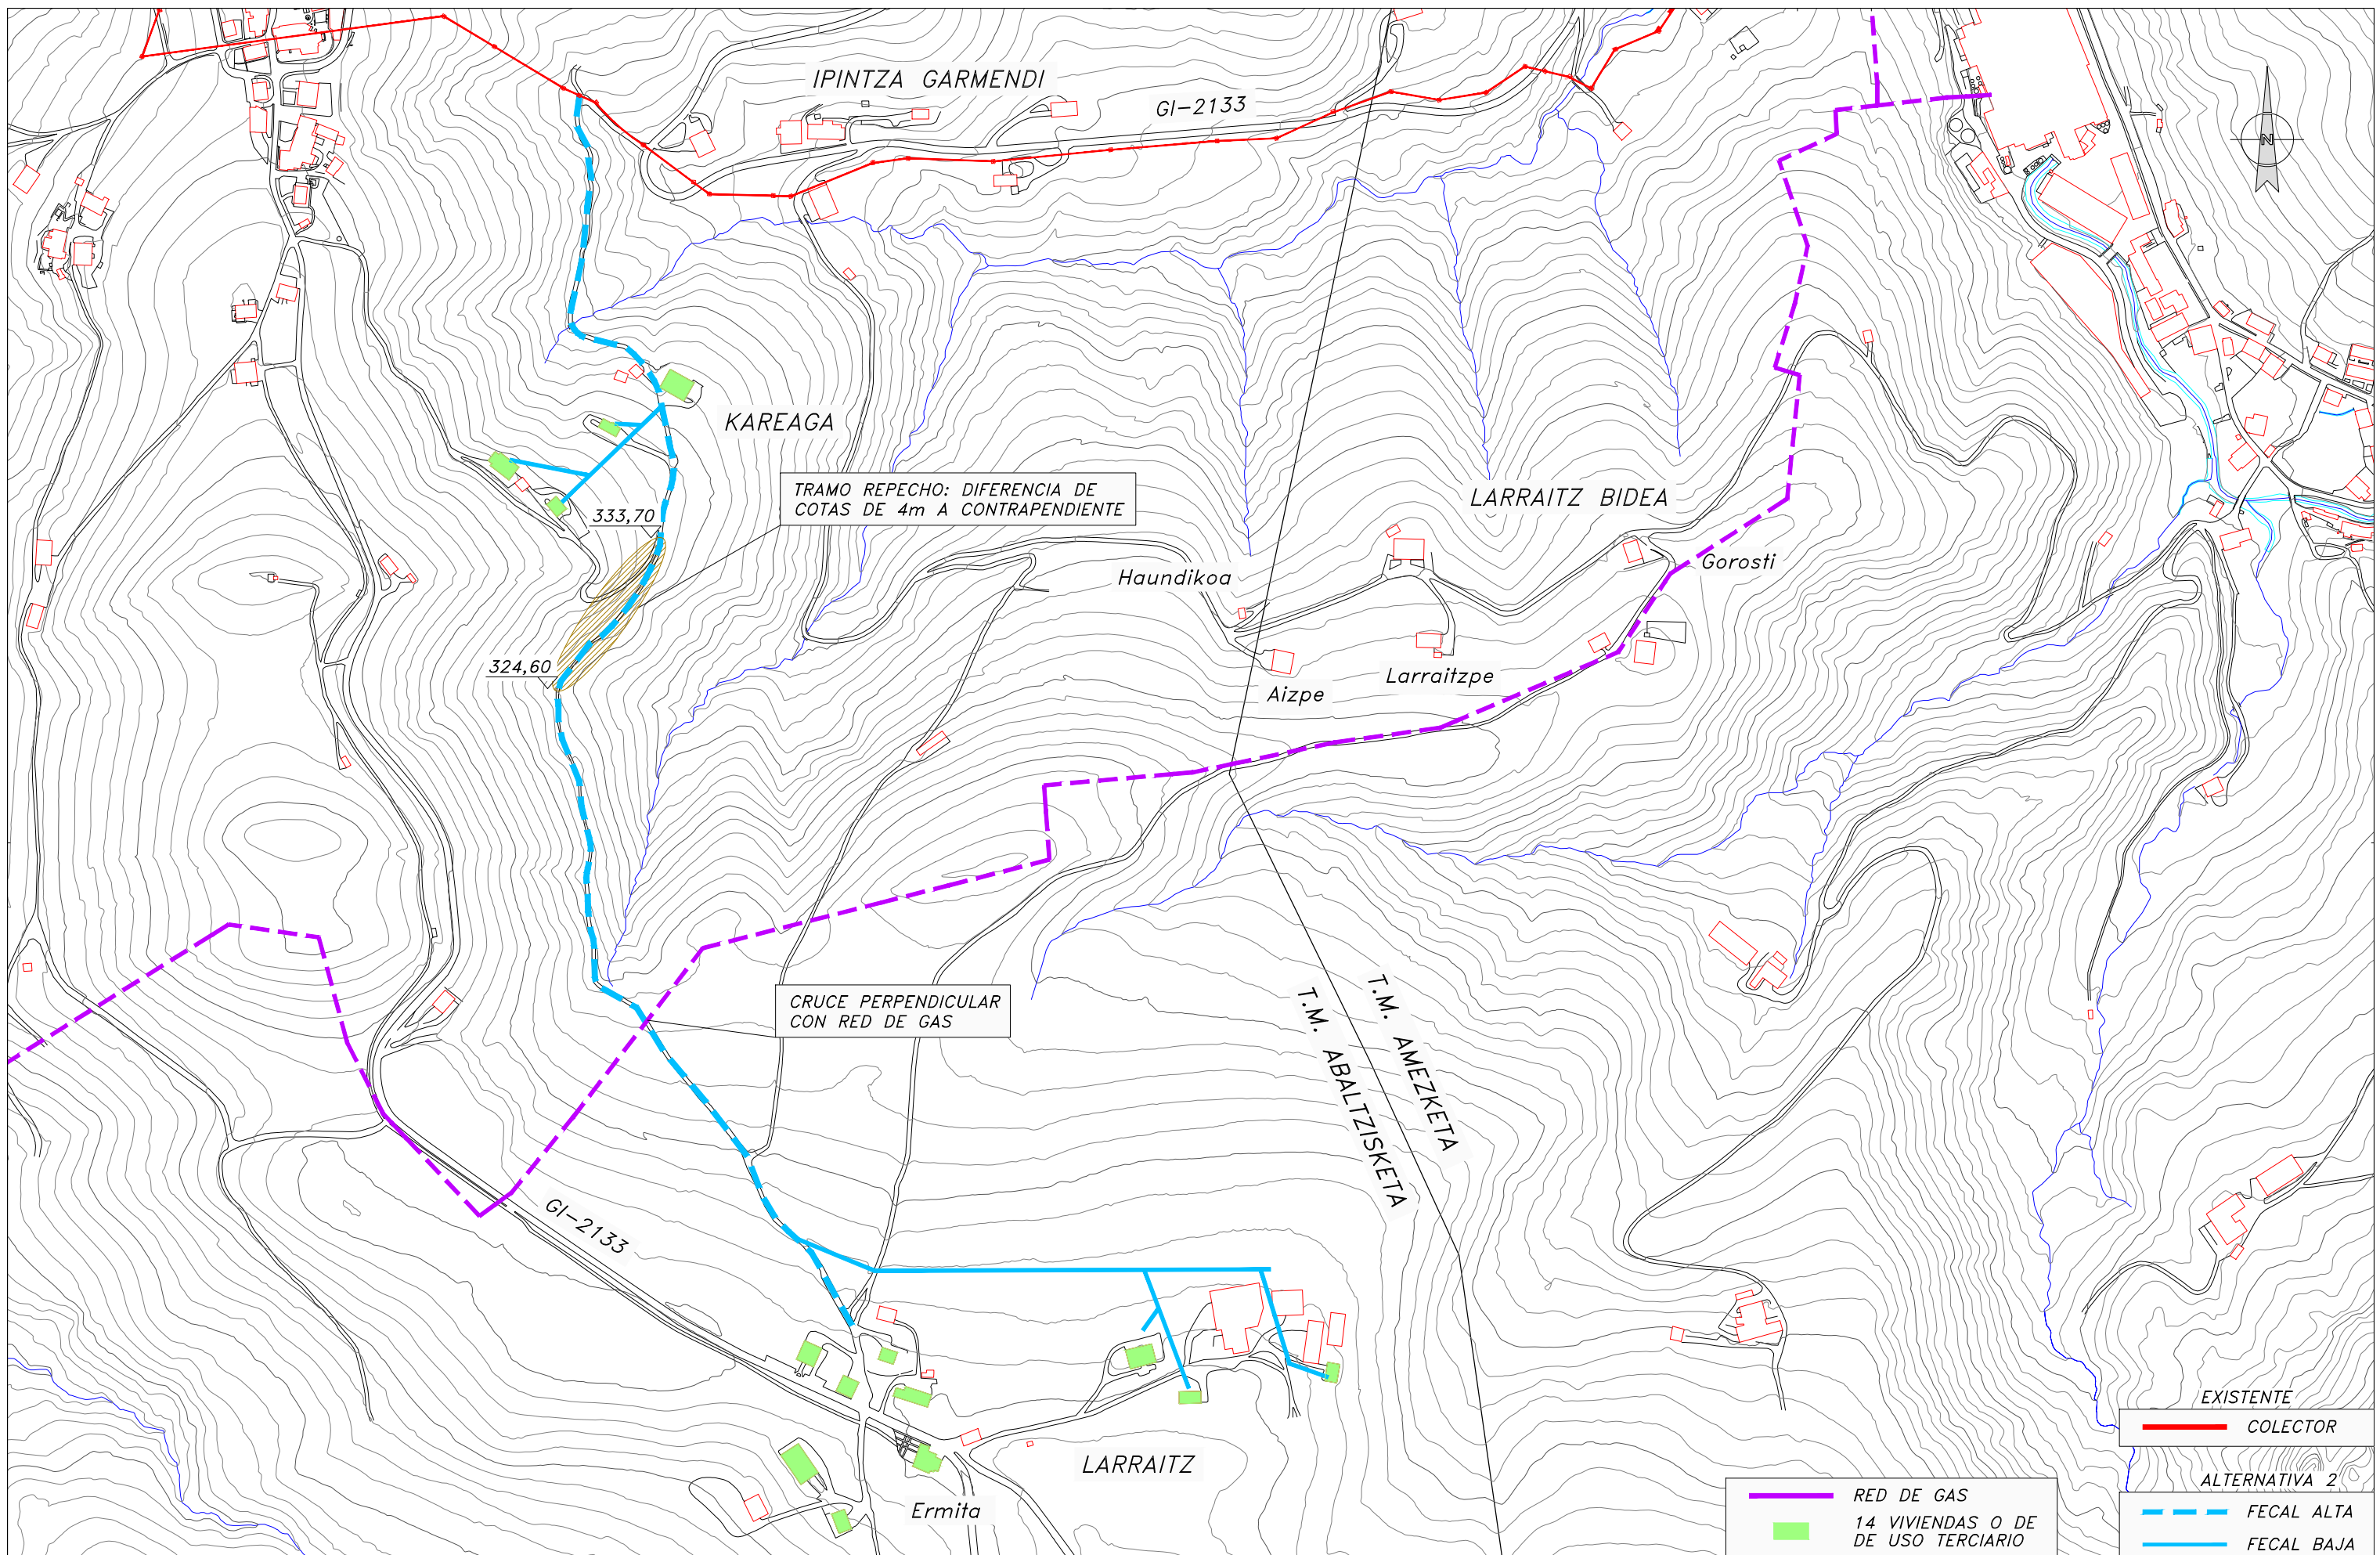 IPINTZA GARMENDI
GI-2133
N
KAREAGA
TRAMO REPECHO: DIFERENCIA DE
COTAS DE 4m A CONTRAPENDIENTE
333,70
LARRAITZ BIDEA
Gorosti
Haundikoa
324,60
Larraitzpe
Aizpe
CRUCE PERPENDICULAR
CON RED DE GAS
T.M. AMEZKETA
T.M. ABALTZISKETA
GI-2133
LARRAITZ
Ermita
EXISTENTE
COLECTOR
ALTERNATIVA 2
FECAL ALTA
FECAL BAJA
RED DE GAS
14 VIVIENDAS O DE
DE USO TERCIARIO